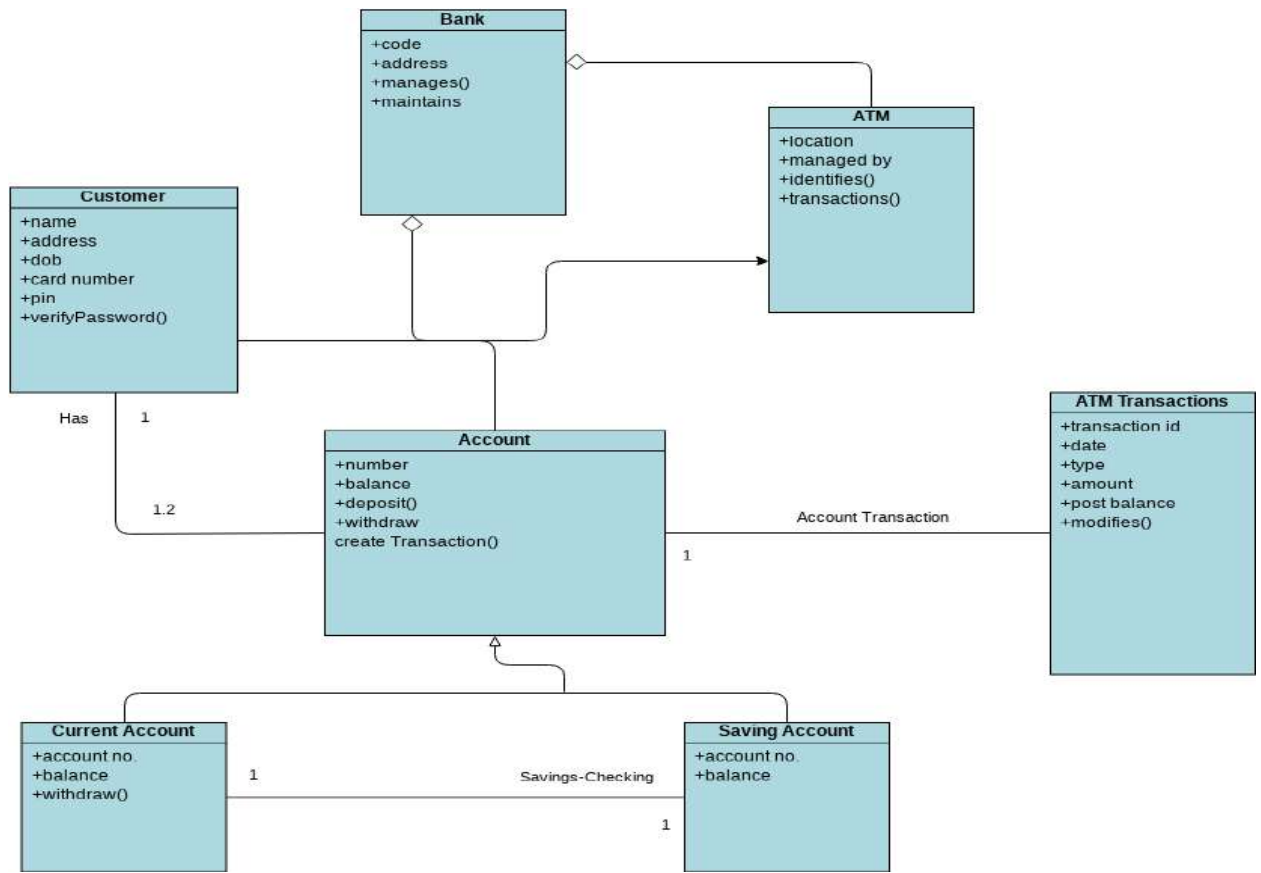 Bank
+code
+address
+manages()
+maintains
ATM
+location
+managed by
+identifies()
+transactions()
Customer
+name
+address
+dob
+card number
+pin
+verifyPassword()
Has
1
1.2
Account
+number
+balance
+deposit()
+withdraw
create Transaction()
Account Transaction
1
ATM Transactions
+transaction id
+date
+type
+amount
+post balance
+modifies()
Current Account
+account no.
+balance
+withdraw()
1
Savings-Checking
1
Saving Account
+account no.
+balance